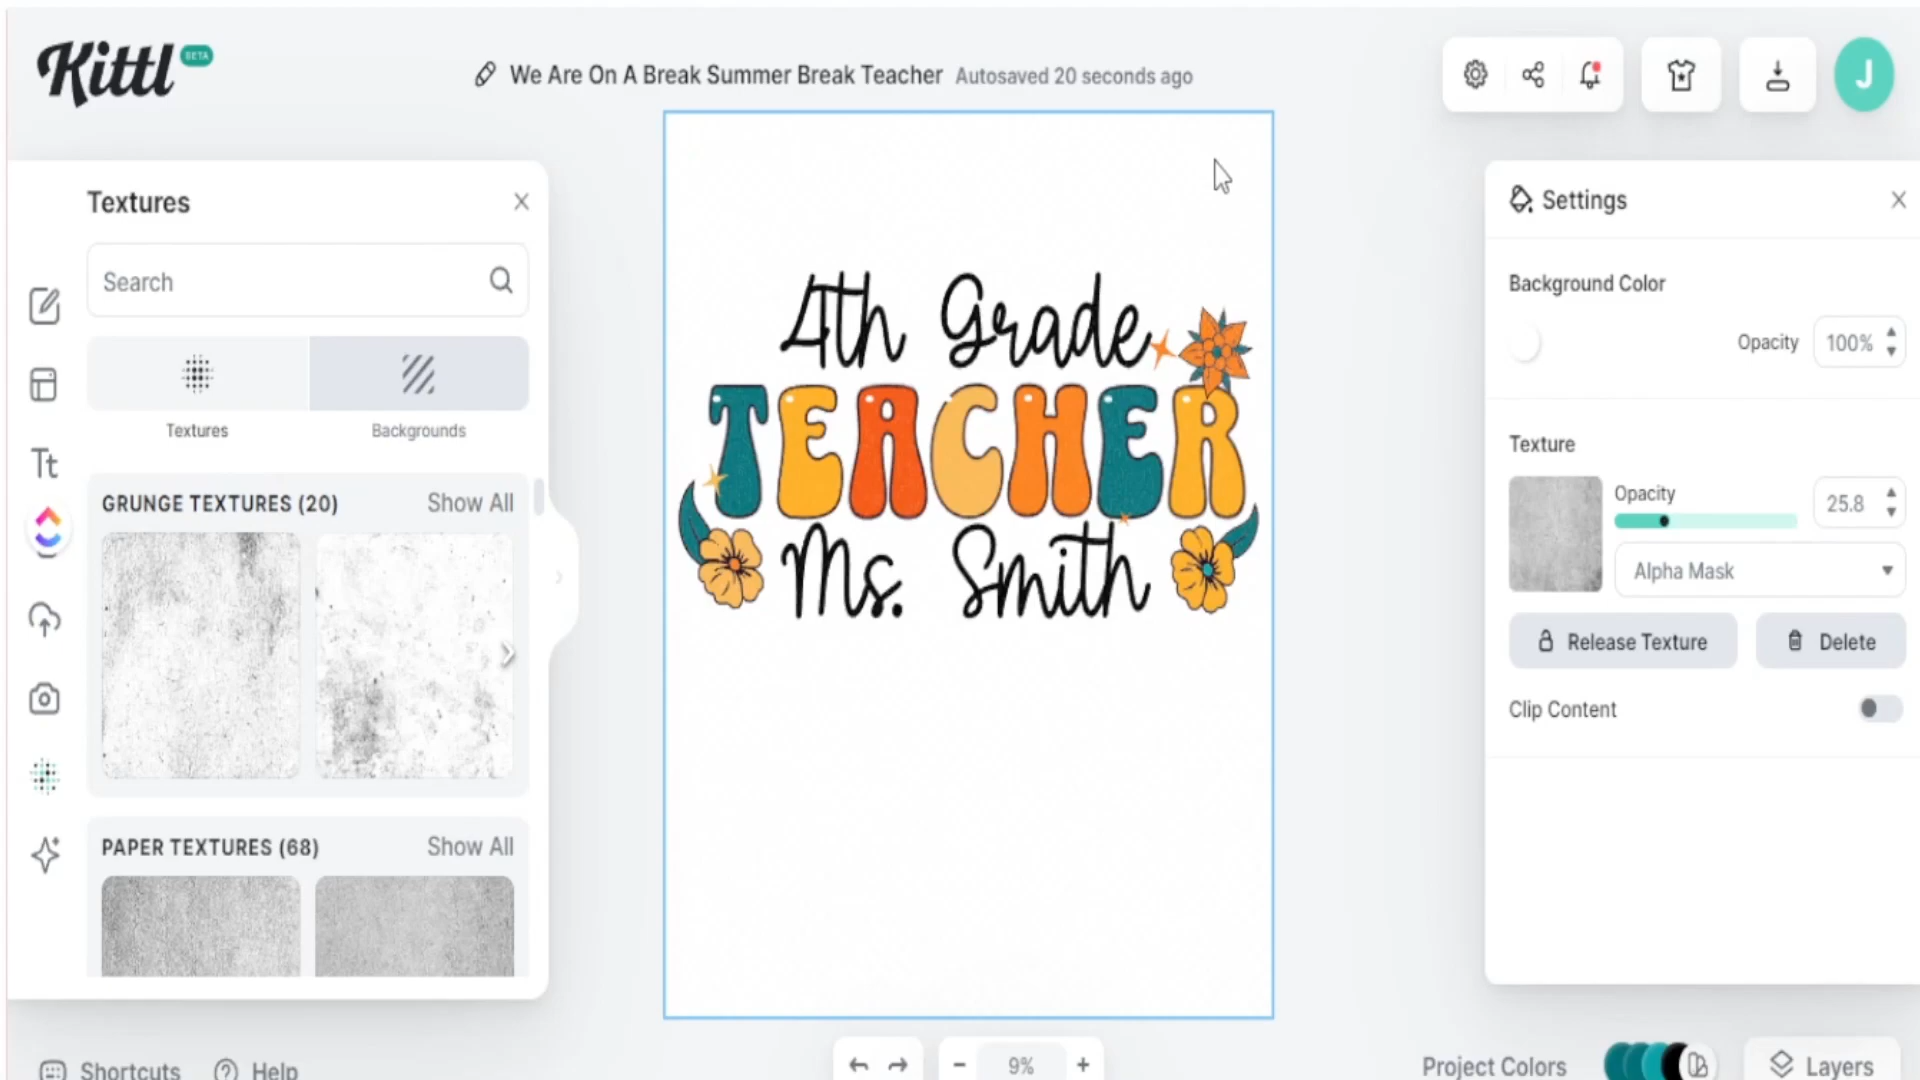 Kittl BETA
We Are On A Break Summer Break Teacher Autosaved 20 seconds ago
J
Textures
Search
Textures Backgrounds
GRUNGE TEXTURES (20) Show All
PAPER TEXTURES (68) Show All
Tt
4th Grade
TEACHER
Ms. Smith
Settings
Background Color
Opacity 100%
Texture
Opacity 25.8
Alpha Mask
Release Texture Delete
Clip Content
Shortcuts Help
9%
Project Colors Layers